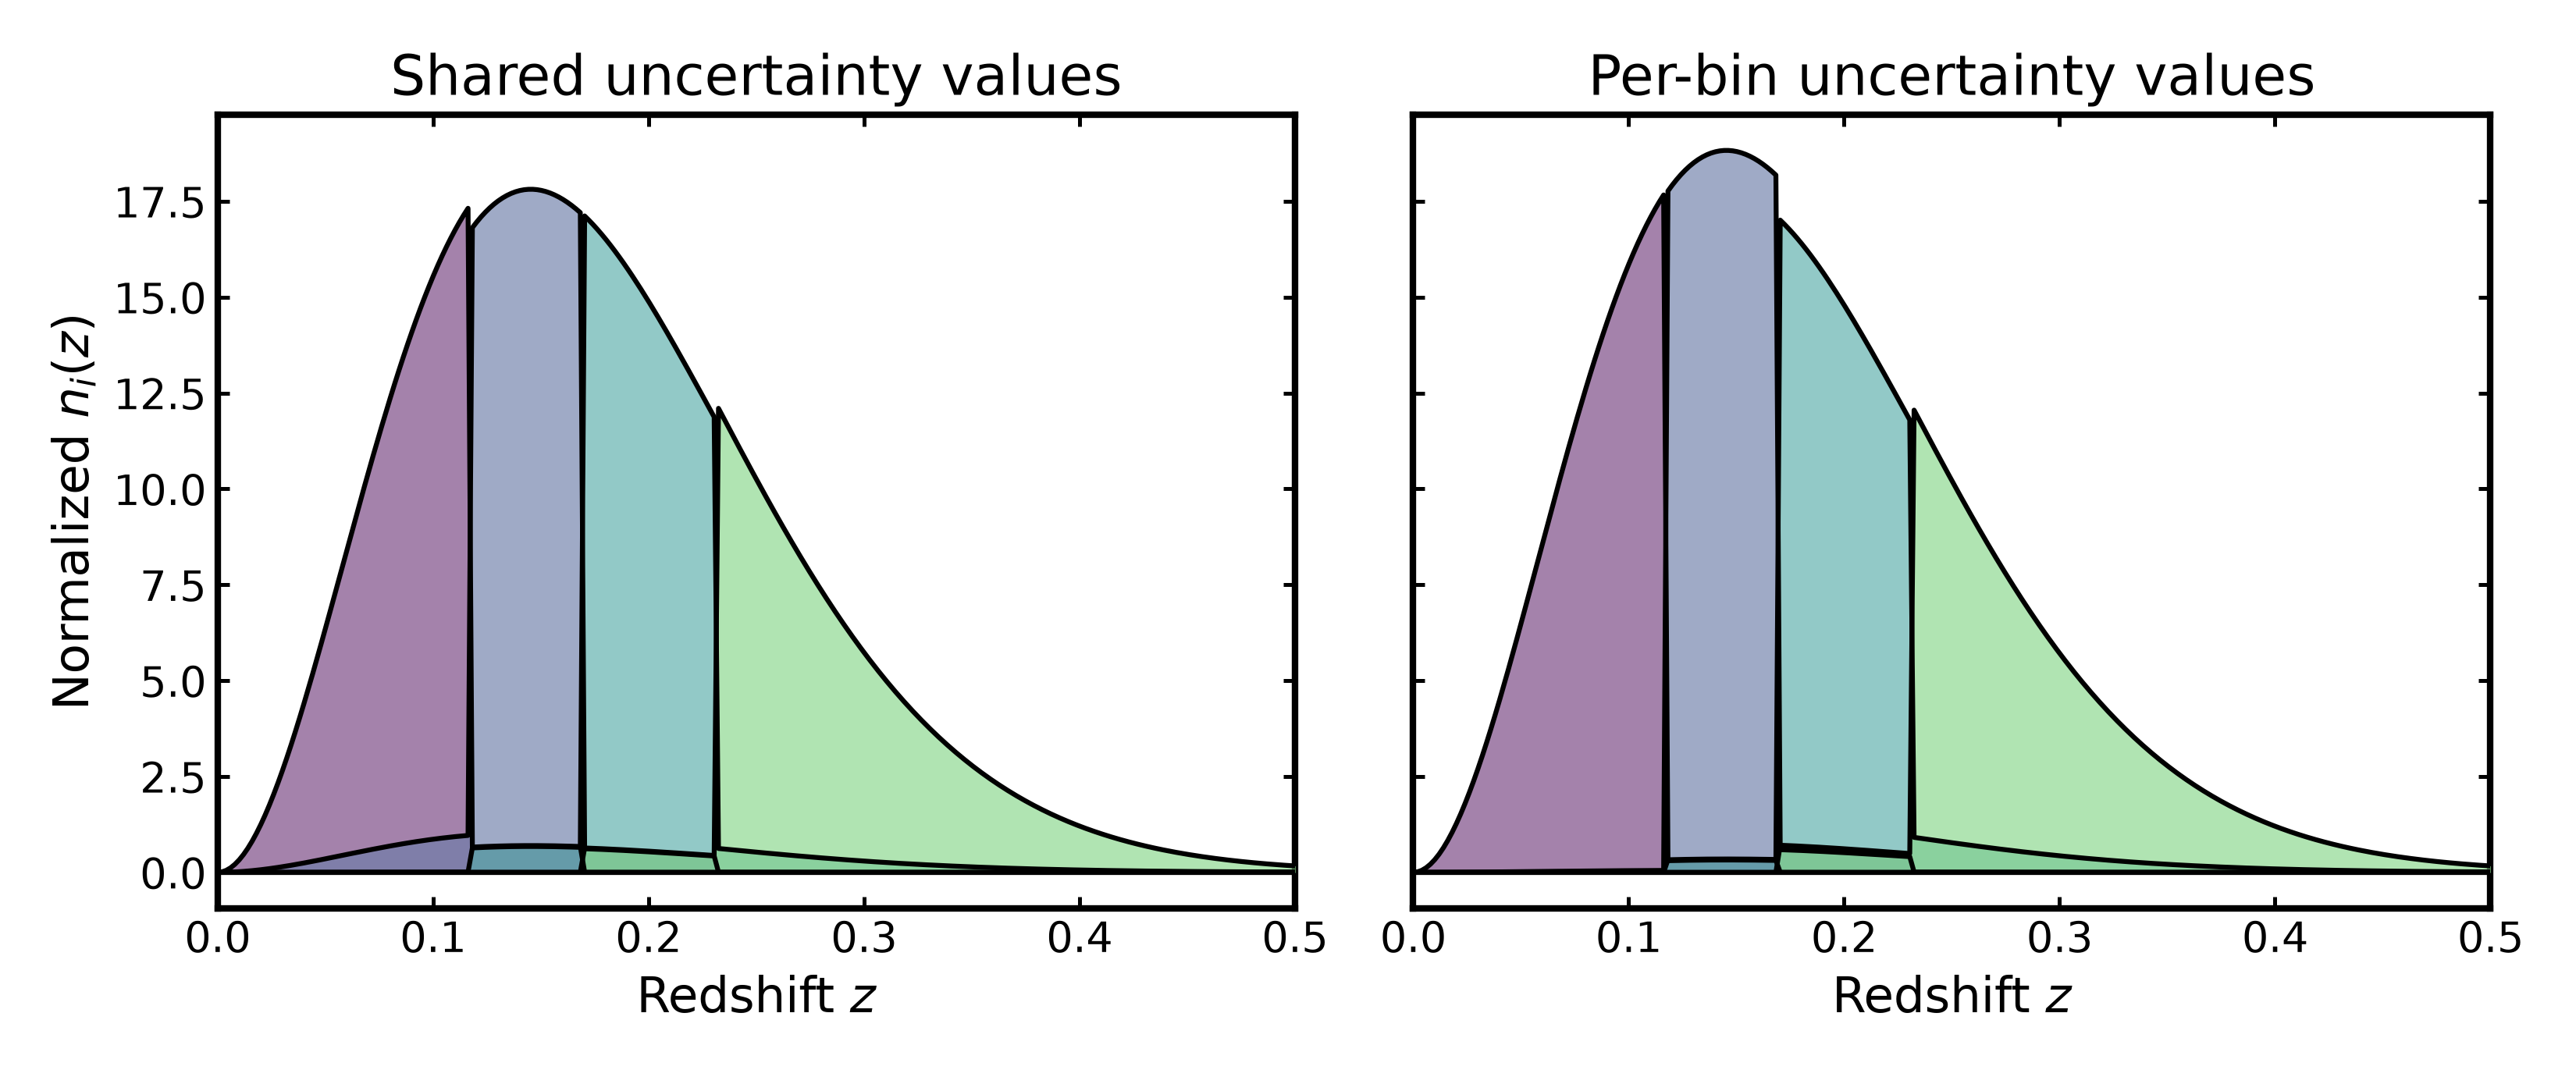 Shared uncertainty values
Per-bin uncertainty values
Normalized n_i(z)
17.5
15.0
12.5
10.0
7.5
5.0
2.5
0.0
0.0 0.1 0.2 0.3 0.4 0.5
0.0 0.1 0.2 0.3 0.4 0.5
Redshift z
Redshift z